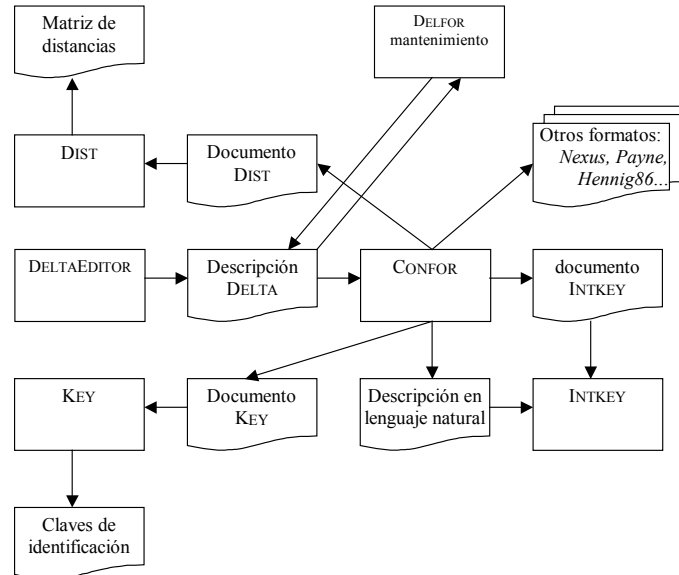 Matriz de
distancias
DELFOR
mantenimiento
DIST
Documento
DIST
Otros formatos:
Nexus, Payne,
Hennig86...
DELTAEDITOR
Descripción
DELTA
CONFOR
documento
INTKEY
KEY
Documento
KEY
Descripción en
lenguaje natural
INTKEY
Claves de
identificación